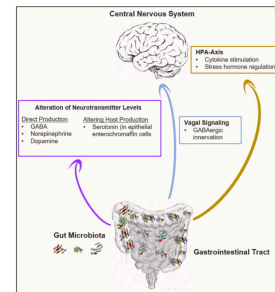 Central Nervous System
HPA-Axis
• Cytokine stimulation
• Stress hormone regulation
Alteration of Neurotransmitter Levels
Direct Production
• GABA
• Norepinephrine
• Dopamine
Altering Host Production
• Serotonin (in epithelial
enterochromaffin cells
Vagal Signaling
• GABAergic
innervation
Gut Microbiota
Gastrointestinal Tract